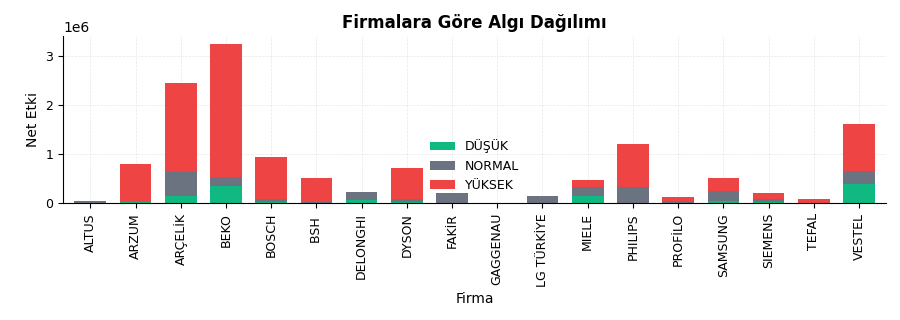 Firmalara Göre Algı Dağılımı
1e6
Net Etki
3
2
1
0
DÜŞÜK
NORMAL
YÜKSEK
ALTUS
ARZUM
ARÇELİK
BEKO
BOSCH
BSH
DELONGHI
DYSON
FAKİR
GAGGENAU
LG TÜRKİYE
MIELE
PHILIPS
PROFİLO
SAMSUNG
SIEMENS
TEFAL
VESTEL
Firma